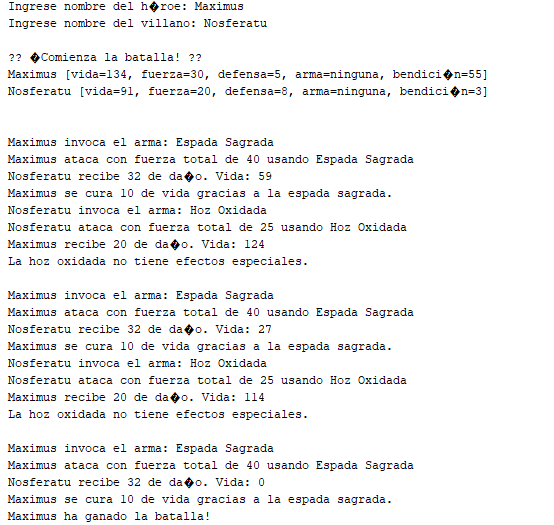 Ingrese nombre del h�roe: Maximus
Ingrese nombre del villano: Nosferatu
?? �Comienza la batalla! ??
Maximus [vida=134, fuerza=30, defensa=5, arma=ninguna, bendici�n=55]
Nosferatu [vida=91, fuerza=20, defensa=8, arma=ninguna, bendici�n=3]
Maximus invoca el arma: Espada Sagrada
Maximus ataca con fuerza total de 40 usando Espada Sagrada
Nosferatu recibe 32 de da�o. Vida: 59
Maximus se cura 10 de vida gracias a la espada sagrada.
Nosferatu invoca el arma: Hoz Oxidada
Nosferatu ataca con fuerza total de 25 usando Hoz Oxidada
Maximus recibe 20 de da�o. Vida: 124
La hoz oxidada no tiene efectos especiales.
Maximus invoca el arma: Espada Sagrada
Maximus ataca con fuerza total de 40 usando Espada Sagrada
Nosferatu recibe 32 de da�o. Vida: 27
Maximus se cura 10 de vida gracias a la espada sagrada.
Nosferatu invoca el arma: Hoz Oxidada
Nosferatu ataca con fuerza total de 25 usando Hoz Oxidada
Maximus recibe 20 de da�o. Vida: 114
La hoz oxidada no tiene efectos especiales.
Maximus invoca el arma: Espada Sagrada
Maximus ataca con fuerza total de 40 usando Espada Sagrada
Nosferatu recibe 32 de da�o. Vida: 0
Maximus se cura 10 de vida gracias a la espada sagrada.
Maximus ha ganado la batalla!